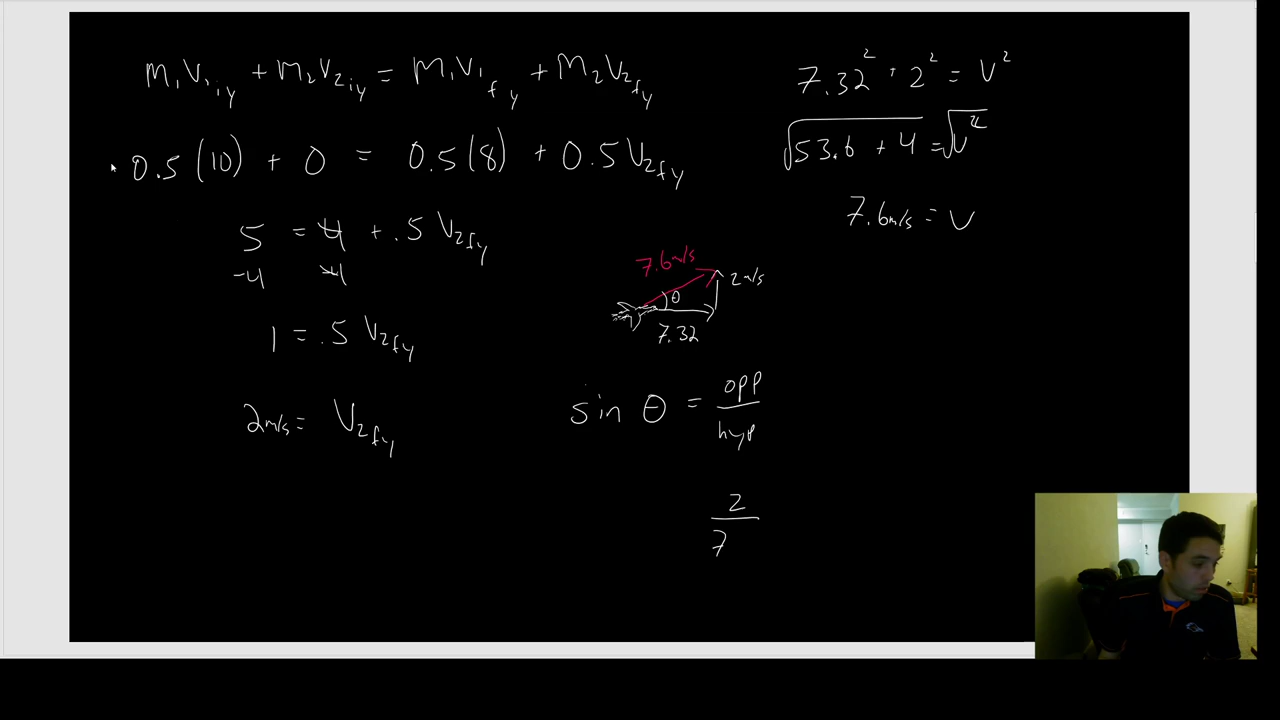 m₁v₁ᵢy + m₂v₂ᵢy = m₁v₁fy + m₂v₂fy
0.5(10) + 0 = 0.5(8) + 0.5v₂fy
5 = 4 + .5 v₂fy
-4 -4
1 = .5 v₂fy
2m/s = v₂fy
7.32² + 2² = v²
√53.6 + 4 = √v²
7.6m/s = v
7.6m/s
2m/s
θ
7.32
sin θ = opp/hyp
2/7